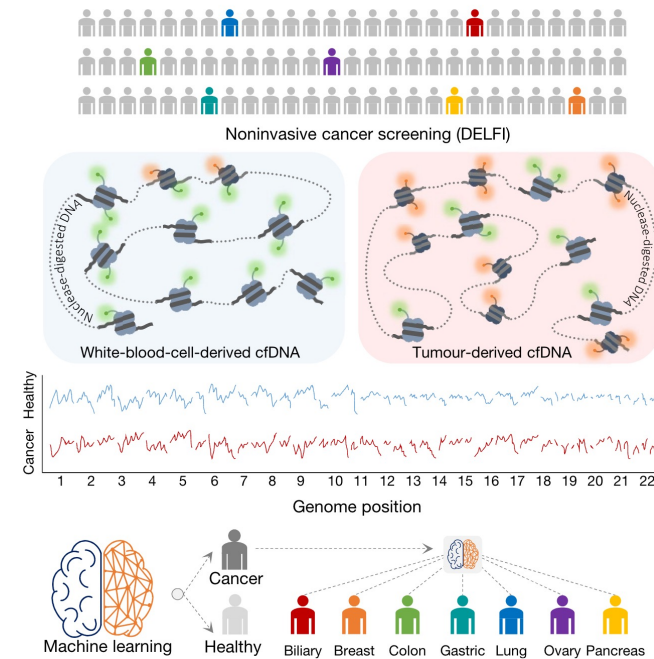 Noninvasive cancer screening (DELFI)
Nuclease-digested DNA
Nuclease-digested DNA
White-blood-cell-derived cfDNA
Tumour-derived cfDNA
Healthy
Cancer
1 2 3 4 5 6 7 8 9 10 11 12 13 14 15 16 17 18 19 20 21 22
Genome position
Cancer
Machine learning
Healthy
Biliary Breast Colon Gastric Lung Ovary Pancreas